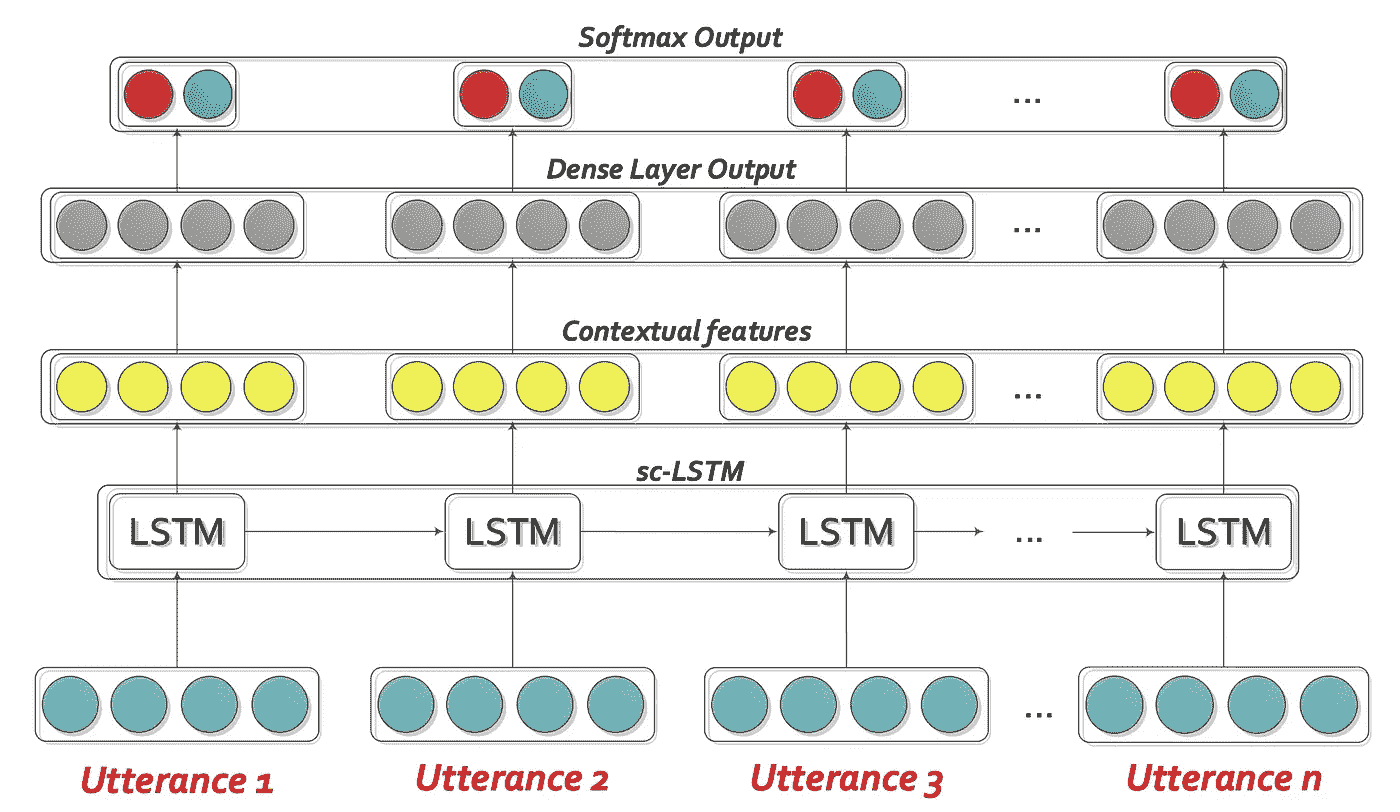 Softmax Output
...
Dense Layer Output
...
Contextual features
...
sc-LSTM
LSTM LSTM LSTM ... LSTM
...
Utterance 1 Utterance 2 Utterance 3 Utterance n